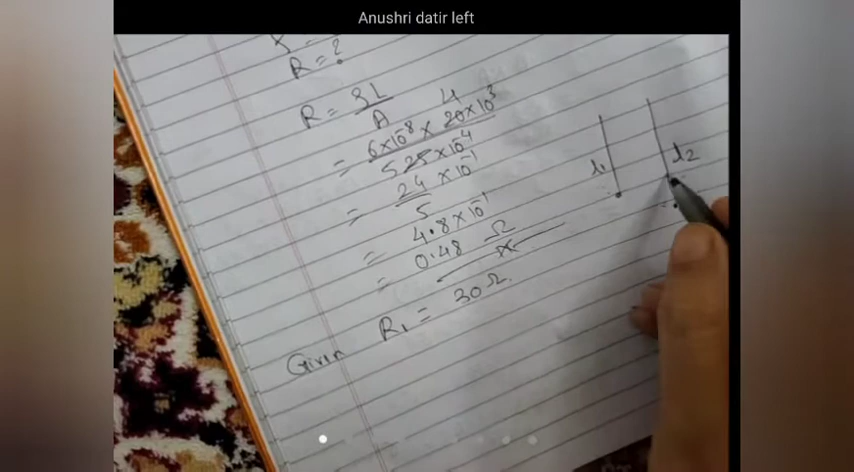 Anushri datir left
R = ?
R = ρL
A
= 6×10⁻⁸ × 20×10³ 4
5 25×10⁻⁴
= 24 × 10⁻¹
5
= 4.8×10⁻¹
= 0.48 Ω
Given R₁ = 30Ω
l₁ l₂